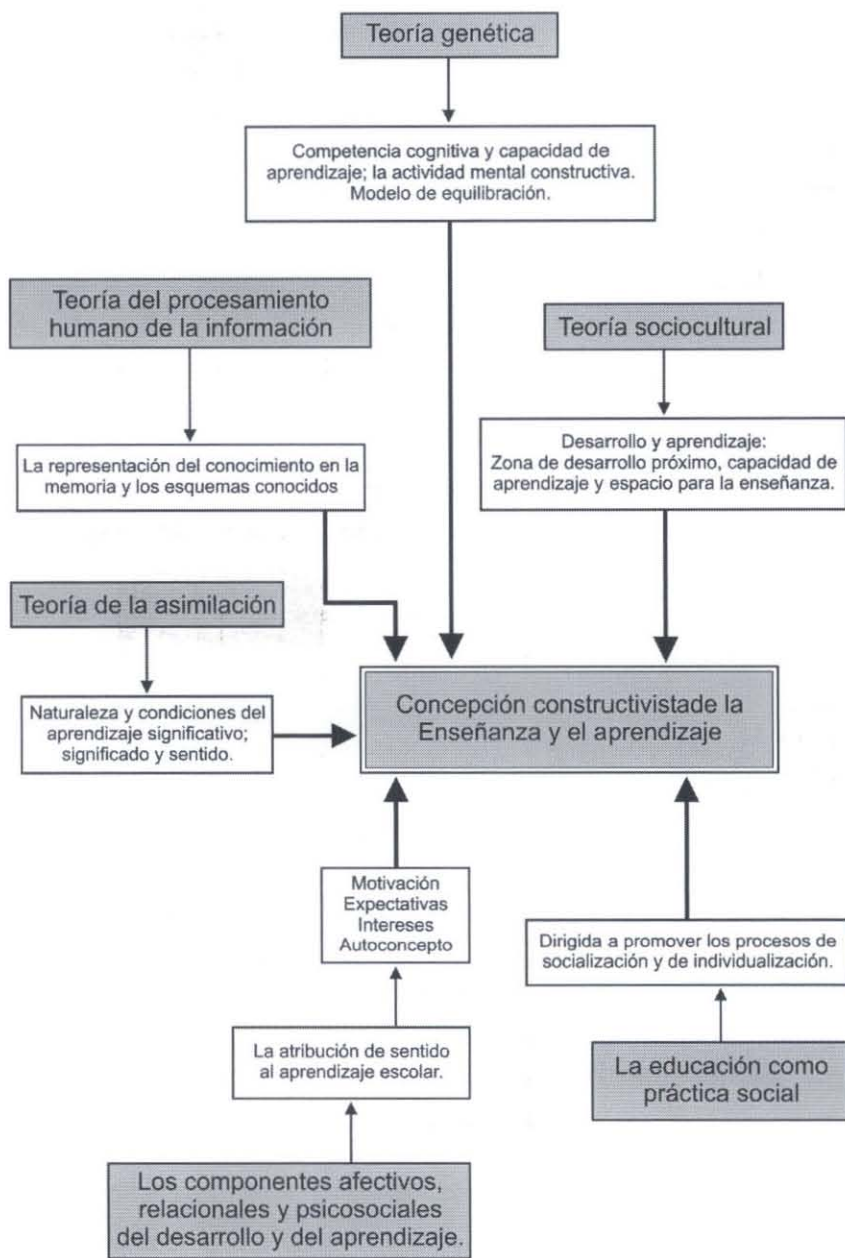 Teoría genética
Competencia cognitiva y capacidad de
aprendizaje; la actividad mental constructiva.
Modelo de equilibración.
Teoría del procesamiento
humano de la información
Teoría sociocultural
La representación del conocimiento en la
memoria y los esquemas conocidos
Desarrollo y aprendizaje:
Zona de desarrollo próximo, capacidad de
aprendizaje y espacio para la enseñanza.
Teoría de la asimilación
Naturaleza y condiciones del
aprendizaje significativo;
significado y sentido.
Concepción constructivistade la
Enseñanza y el aprendizaje
Motivación
Expectativas
Intereses
Autoconcepto
Dirigida a promover los procesos de
socialización y de individualización.
La atribución de sentido
al aprendizaje escolar.
La educación como
práctica social
Los componentes afectivos,
relacionales y psicosociales
del desarrollo y del aprendizaje.